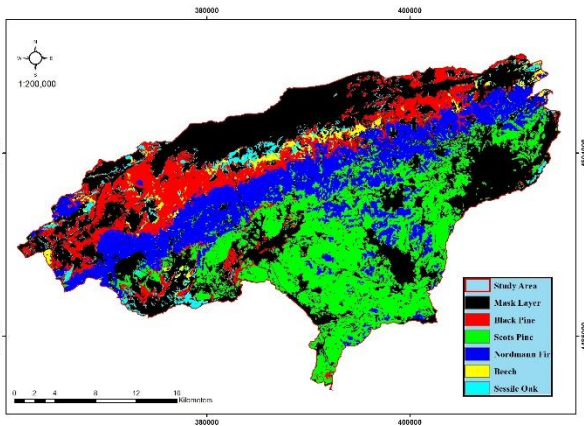 380000
400000
N
W
E
S
1:200,000
Study Area
Mask Layer
Black Pine
Scots Pine
Nordmann Fir
Beech
Sessile Oak
0 2 4 8 12 16
Kilometers
380000
400000